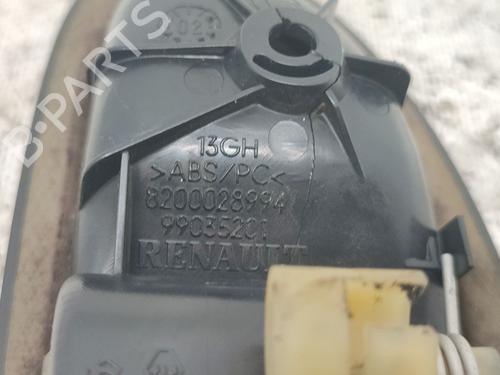 B-PARTS
13GH
>ABS/PC<
8200028994
99035201
RENAULT